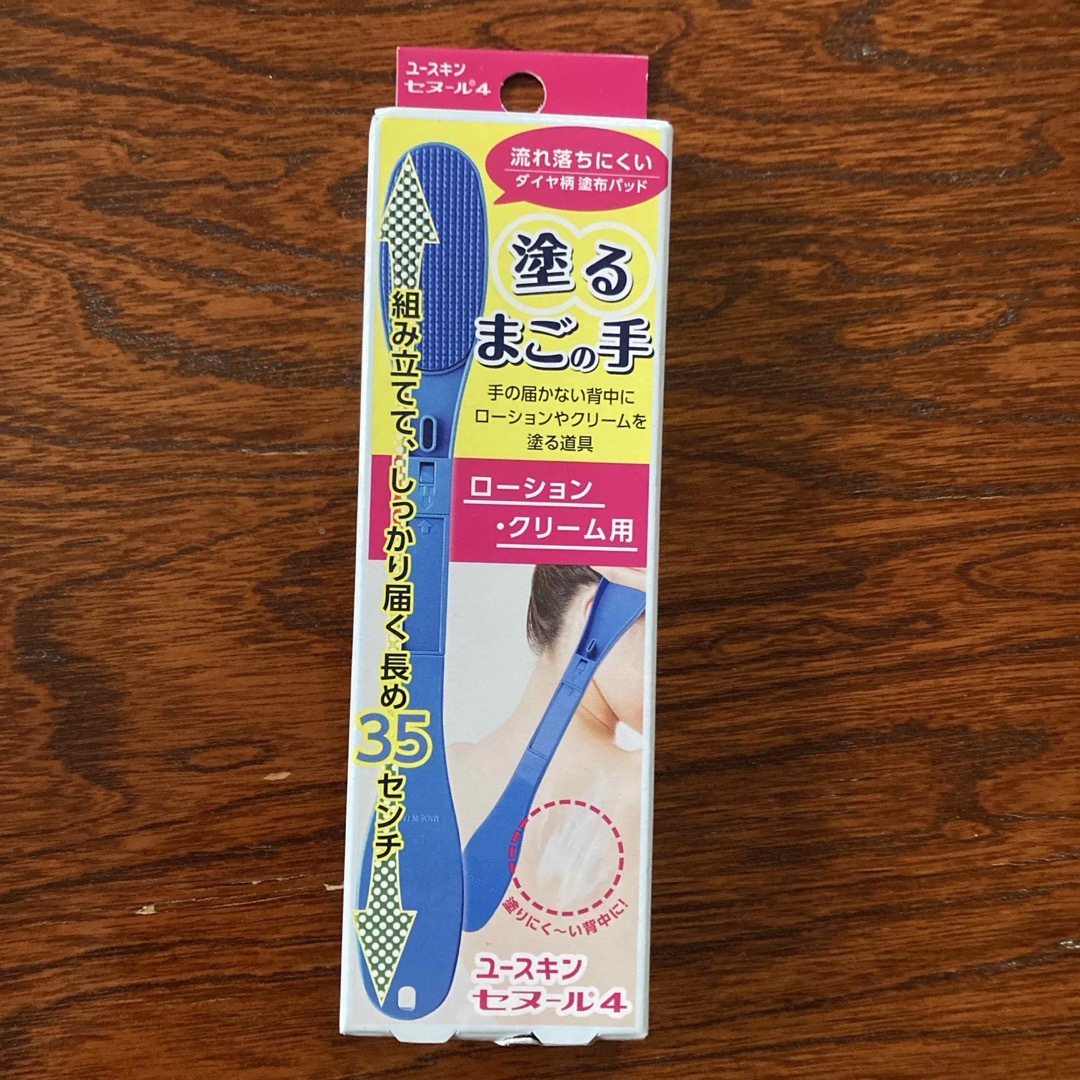 ユースキン
セヌール®4
流れ落ちにくい
ダイヤ柄 塗布パッド
塗る
まごの手
手の届かない背中に
ローションやクリームを
塗る道具
ローション
・クリーム用
組み立てて、しっかり届く長め
35
センチ
塗りにく〜い背中に!
ユースキン
セヌール4